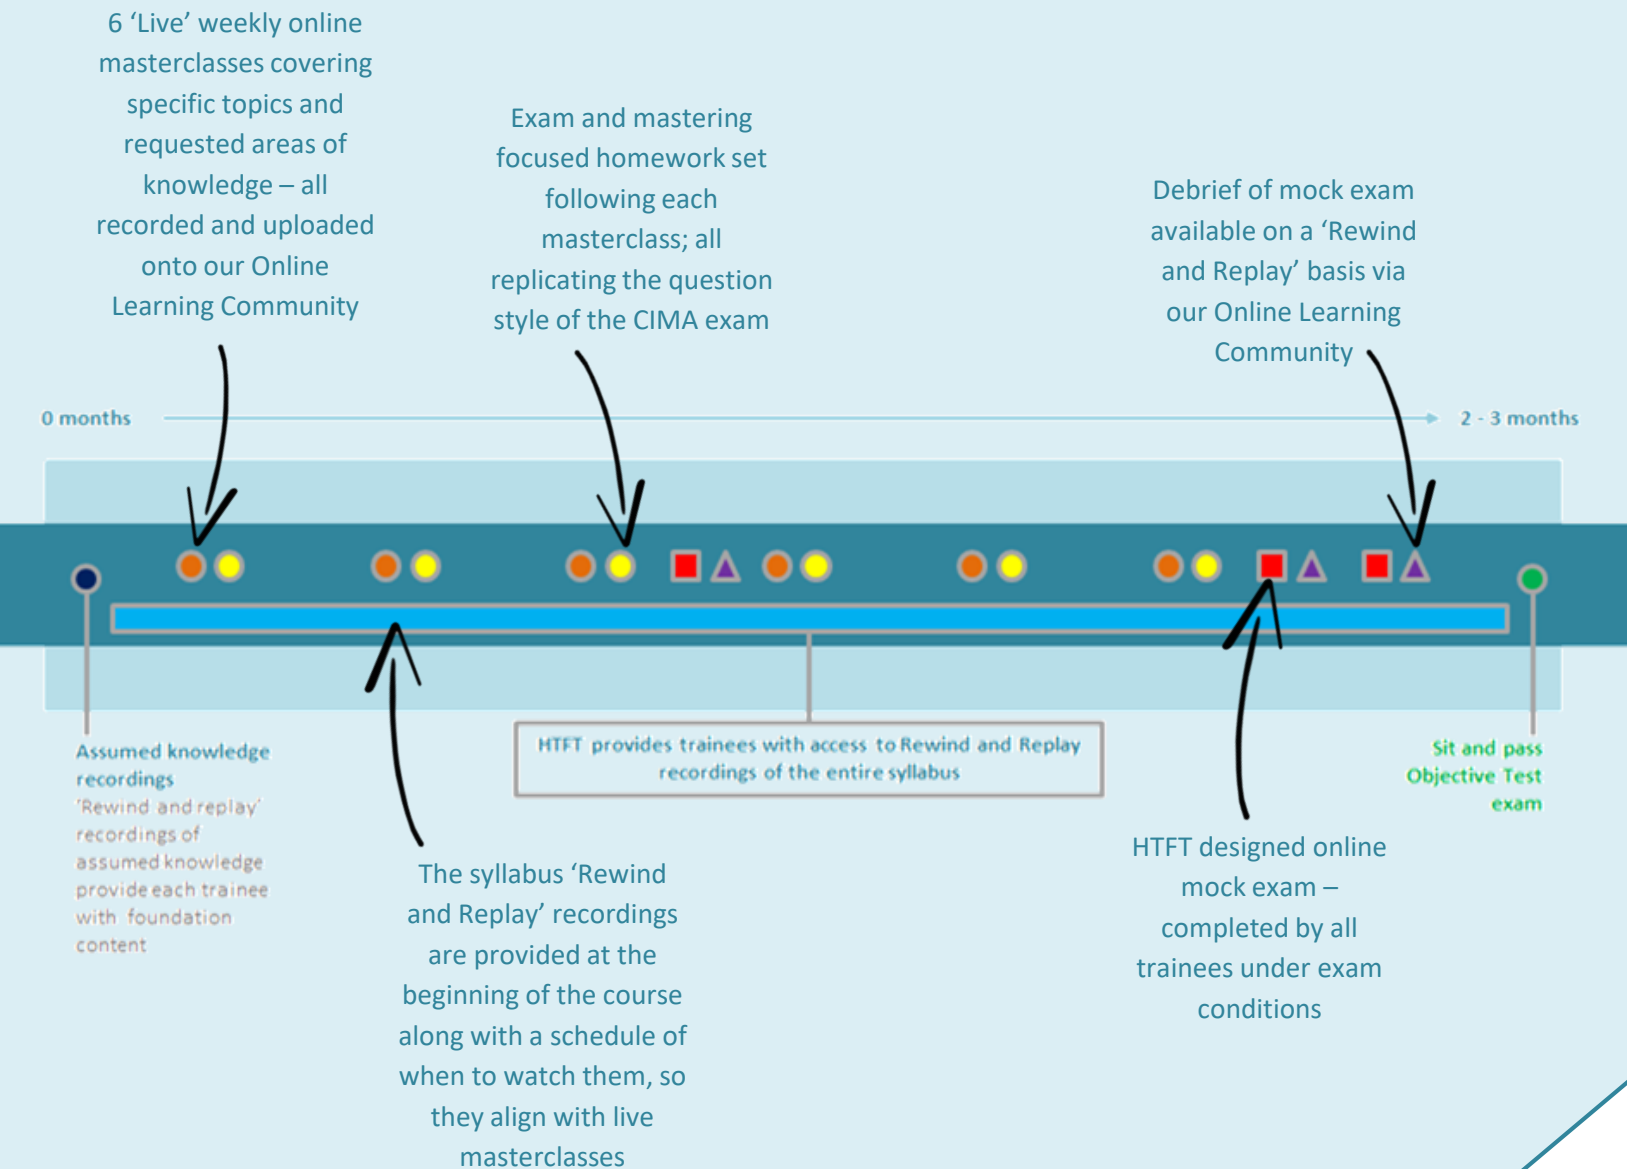 6 ‘Live’ weekly online
masterclasses covering
specific topics and
requested areas of
knowledge – all
recorded and uploaded
onto our Online
Learning Community
Exam and mastering
focused homework set
following each
masterclass; all
replicating the question
style of the CIMA exam
Debrief of mock exam
available on a ‘Rewind
and Replay’ basis via
our Online Learning
Community
0 months
2 - 3 months
Assumed knowledge
recordings
‘Rewind and replay’
recordings of
assumed knowledge
provide each trainee
with foundation
content
HTFT provides trainees with access to Rewind and Replay
recordings of the entire syllabus
Sit and pass
Objective Test
exam
The syllabus ‘Rewind
and Replay’ recordings
are provided at the
beginning of the course
along with a schedule of
when to watch them, so
they align with live
masterclasses
HTFT designed online
mock exam –
completed by all
trainees under exam
conditions